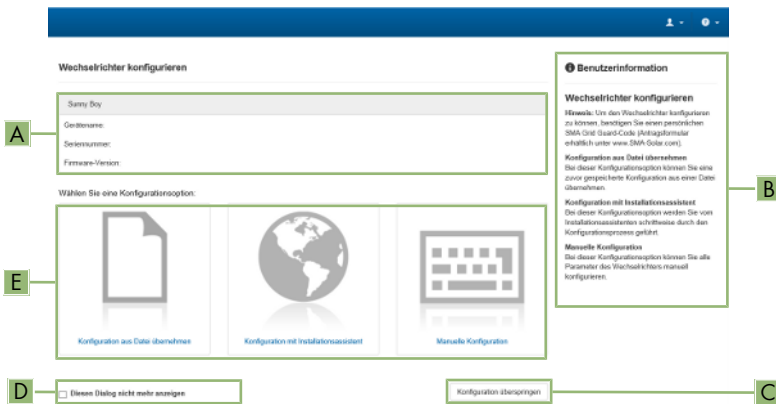 Wechselrichter konfigurieren
Sunny Boy
Gerätename:
Seriennummer:
Firmware-Version:
Wählen Sie eine Konfigurationsoption:
Konfiguration aus Datei übernehmen
Konfiguration mit Installationsassistent
Manuelle Konfiguration
Diesen Dialog nicht mehr anzeigen
Konfiguration überspringen
Benutzerinformation
Wechselrichter konfigurieren
Hinweis: Um den Wechselrichter konfigurieren
zu können, benötigen Sie einen persönlichen
SMA Grid Guard-Code (Antragsformular
erhältlich unter www.SMA-Solar.com).
Konfiguration aus Datei übernehmen
Bei dieser Konfigurationsoption können Sie eine
zuvor gespeicherte Konfiguration aus einer Datei
übernehmen.
Konfiguration mit Installationsassistent
Bei dieser Konfigurationsoption werden Sie vom
Installationsassistenten schrittweise durch den
Konfigurationsprozess geführt.
Manuelle Konfiguration
Bei dieser Konfigurationsoption können Sie alle
Parameter des Wechselrichters manuell
konfigurieren.
A
B
E
D
C